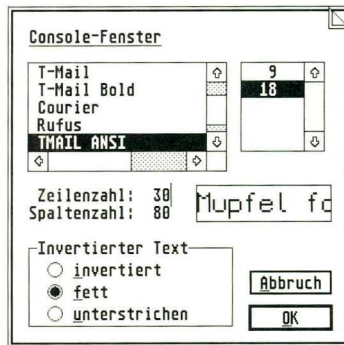 Console-Fenster
T-Mail
T-Mail Bold
Courier
Rufus
TMAIL ANSI
9
18
Zeilenzahl: 30
Spaltenzahl: 80
Mupfel fo
Invertierter Text
invertiert
fett
unterstrichen
Abbruch
OK